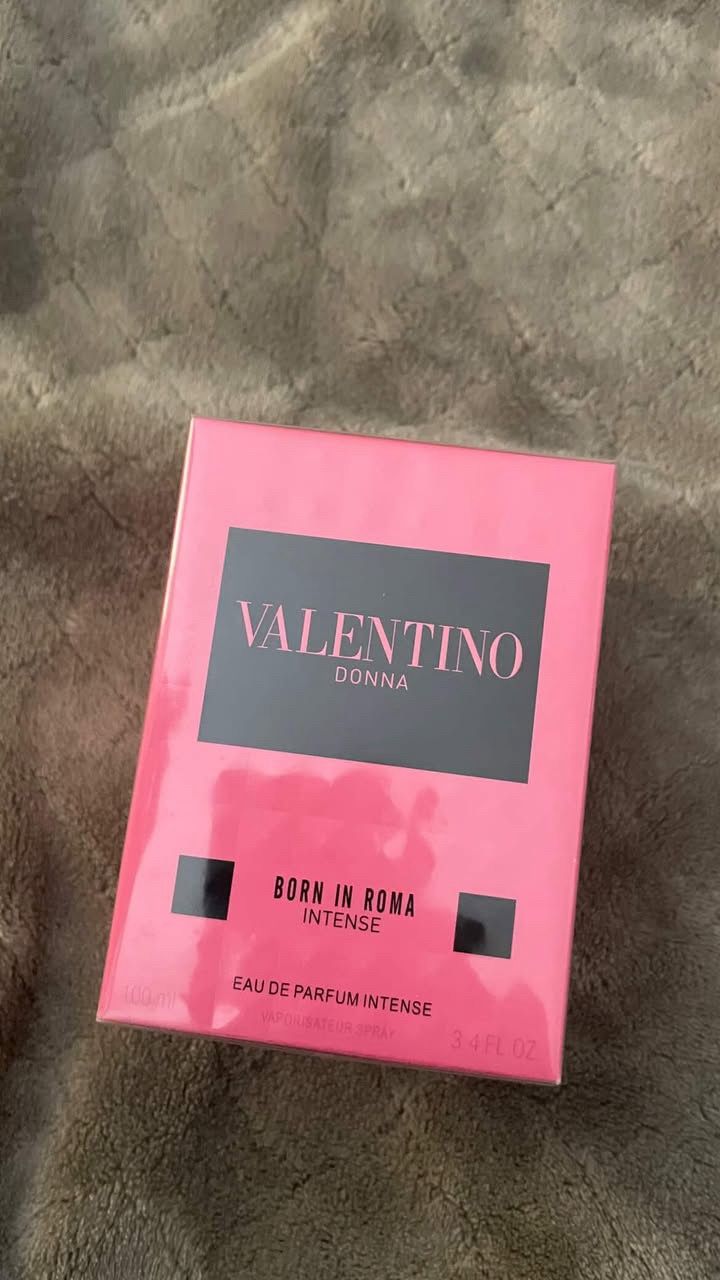 VALENTINO
DONNA
BORN IN ROMA
INTENSE
EAU DE PARFUM INTENSE
100 ml
VAPORISATEUR SPRAY
3 4 FL OZ